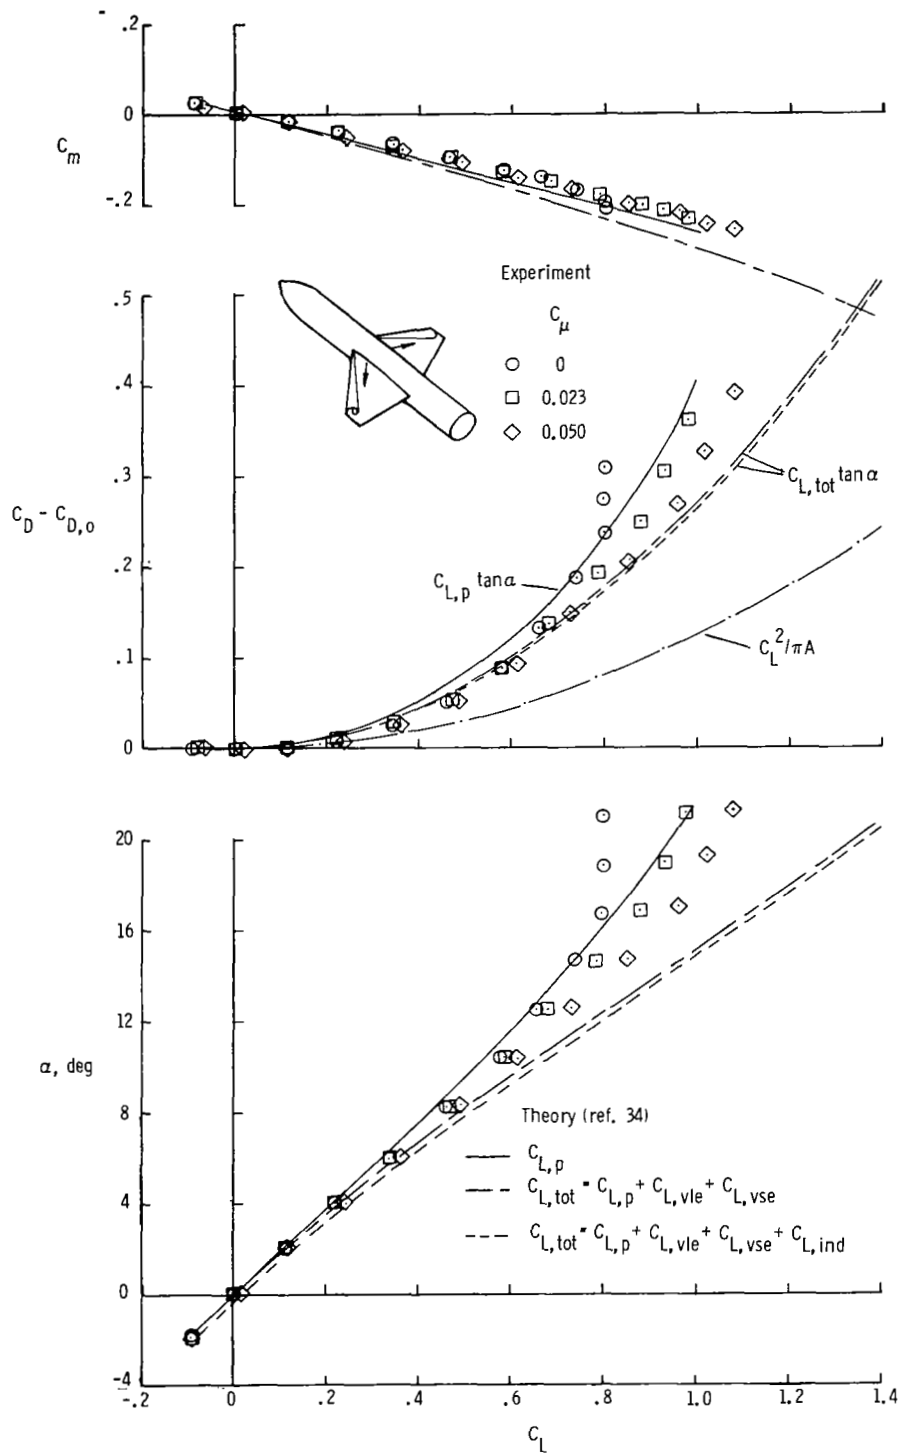 .2
0
-.2
C_m
Experiment
C_μ
0
0.023
0.050
.5
.4
.3
.2
.1
0
C_D - C_D,o
C_L,p tan α
C_L,tot tan α
C_L^2/πA
20
16
12
8
4
0
-4
α, deg
Theory (ref. 34)
C_L,p
C_L,tot = C_L,p + C_L,vle + C_L,vse
C_L,tot = C_L,p + C_L,vle + C_L,vse + C_L,ind
-.2 0 .2 .4 .6 .8 1.0 1.2 1.4
C_L